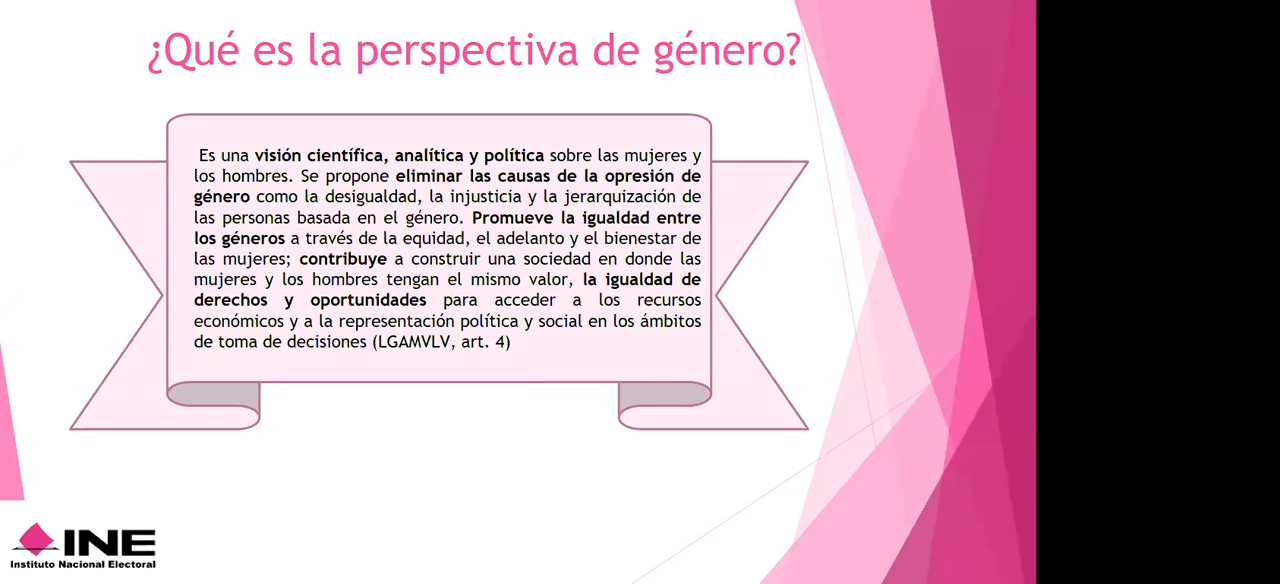 ¿Qué es la perspectiva de género?
Es una visión científica, analítica y política sobre las mujeres y
los hombres. Se propone eliminar las causas de la opresión de
género como la desigualdad, la injusticia y la jerarquización de
las personas basada en el género. Promueve la igualdad entre
los géneros a través de la equidad, el adelanto y el bienestar de
las mujeres; contribuye a construir una sociedad en donde las
mujeres y los hombres tengan el mismo valor, la igualdad de
derechos y oportunidades para acceder a los recursos
económicos y a la representación política y social en los ámbitos
de toma de decisiones (LGAMVLV, art. 4)
INE
Instituto Nacional Electoral